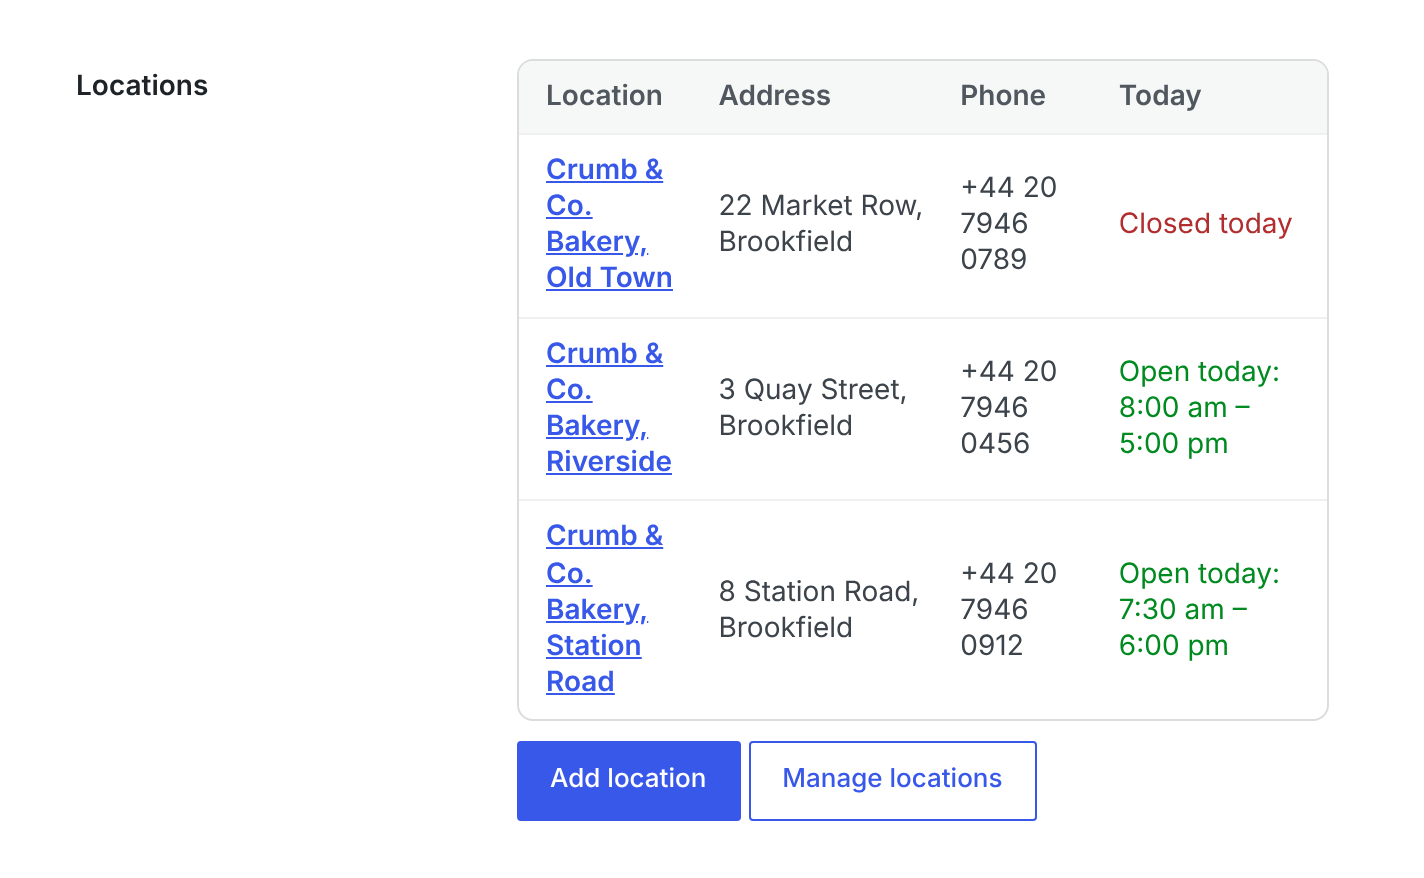 Locations
Location Address Phone Today
Crumb &
Co.
Bakery,
Old Town
22 Market Row,
Brookfield
+44 20
7946
0789
Closed today
Crumb &
Co.
Bakery,
Riverside
3 Quay Street,
Brookfield
+44 20
7946
0456
Open today:
8:00 am –
5:00 pm
Crumb &
Co.
Bakery,
Station
Road
8 Station Road,
Brookfield
+44 20
7946
0912
Open today:
7:30 am –
6:00 pm
Add location
Manage locations